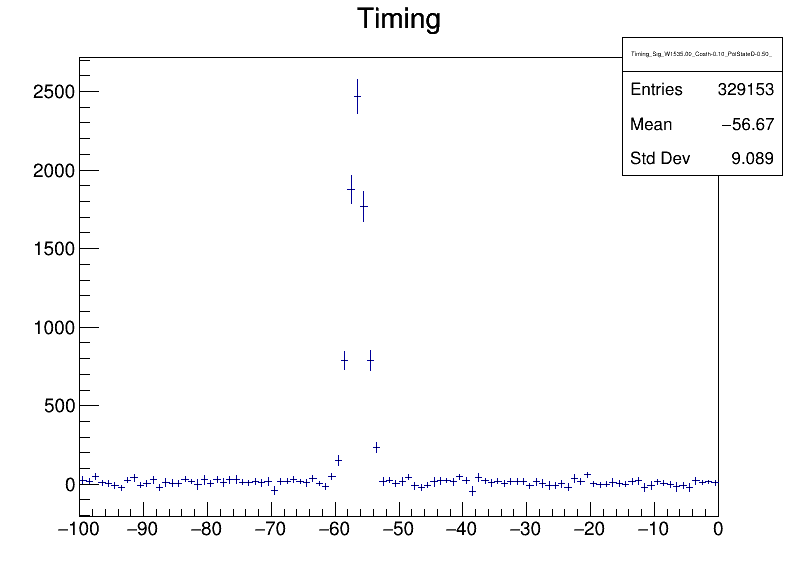 Timing
Timing_Sig_W1535.00_Costh-0.10_PolStateD-0.50_
Entries 329153
Mean −56.67
Std Dev 9.089
2500
2000
1500
1000
500
0
−100 −90 −80 −70 −60 −50 −40 −30 −20 −10 0